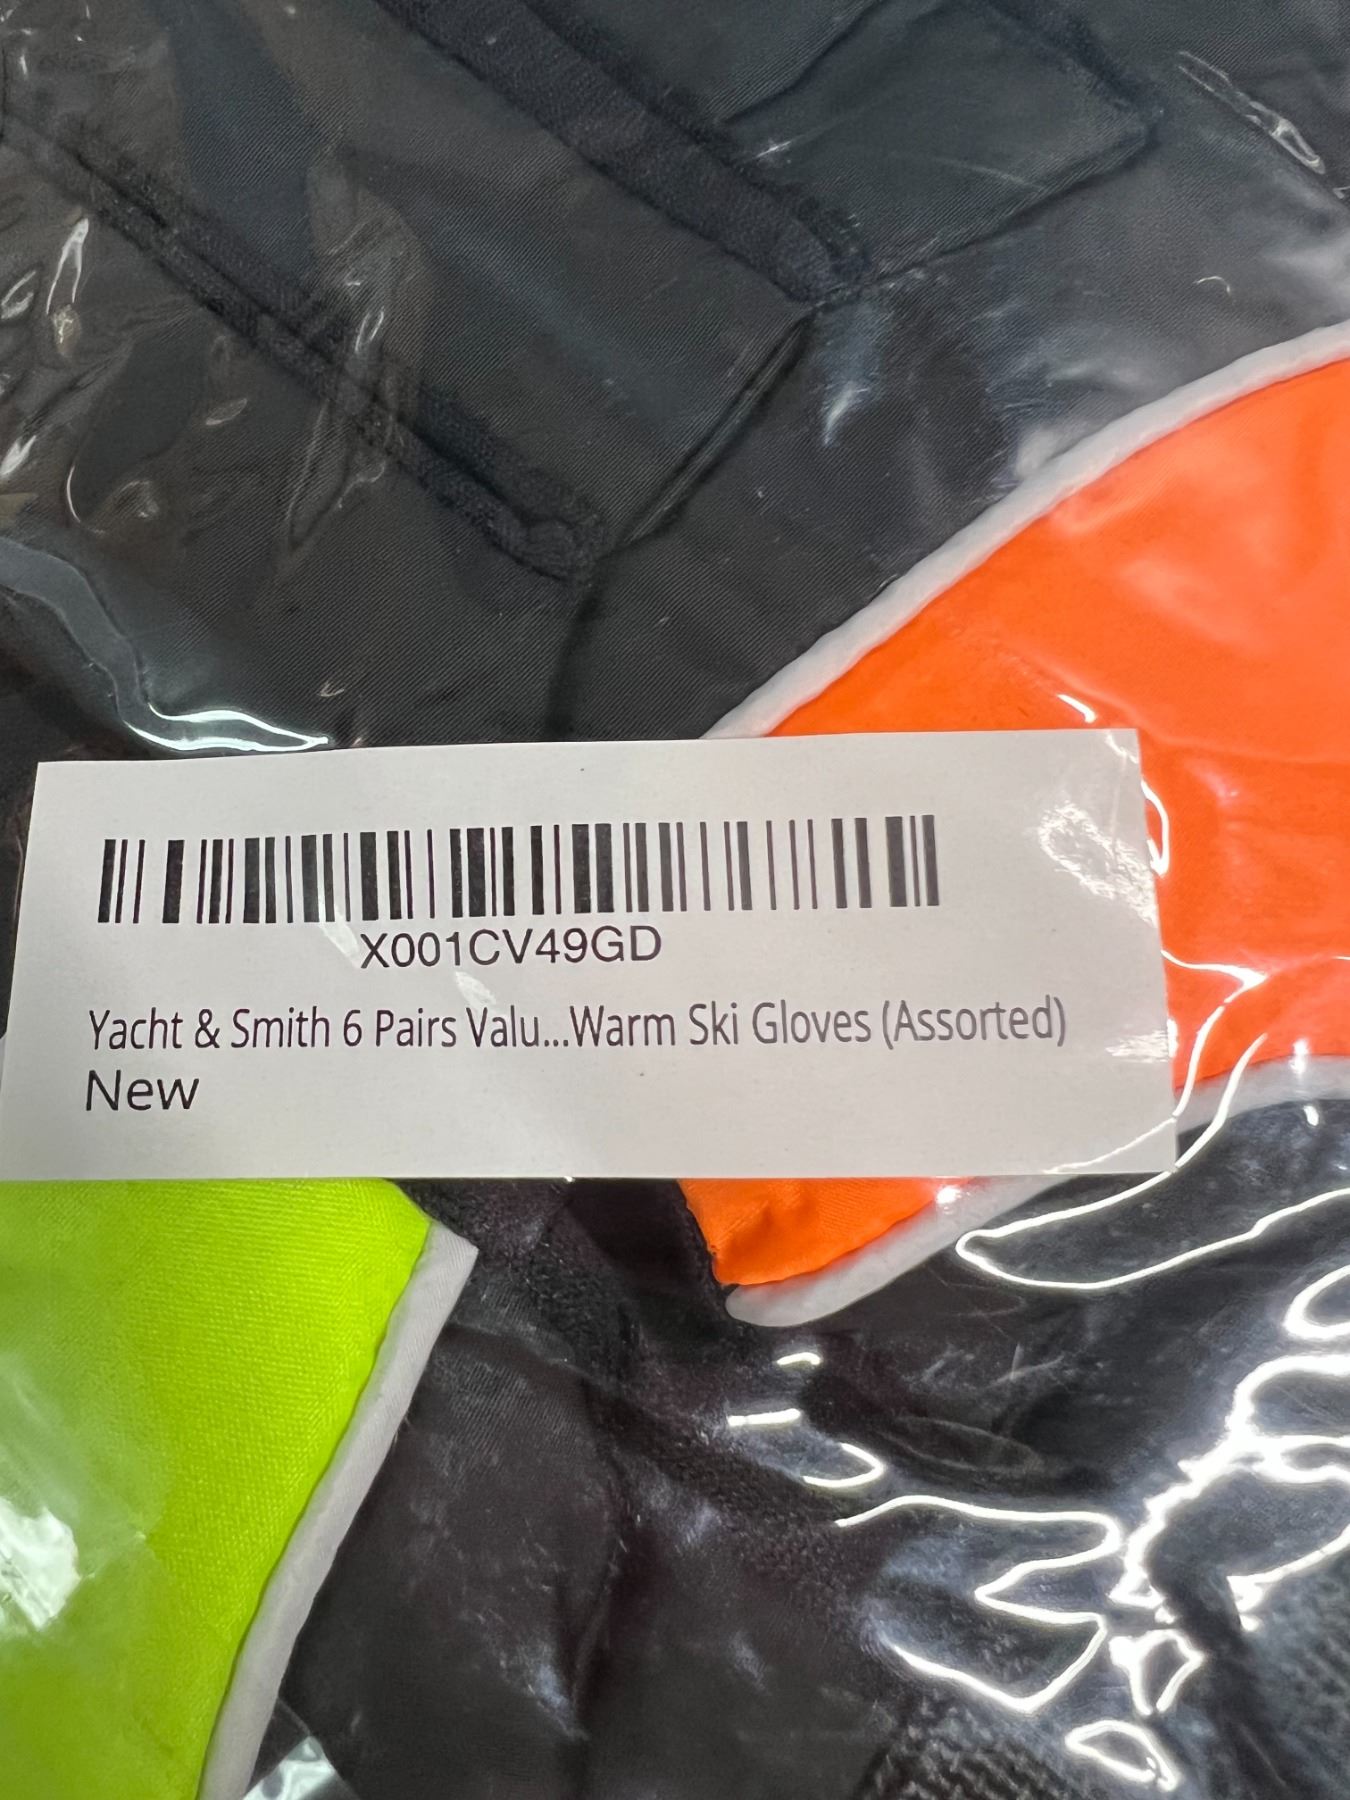 X001CV49GD
Yacht & Smith 6 Pairs Valu...Warm Ski Gloves (Assorted)
New